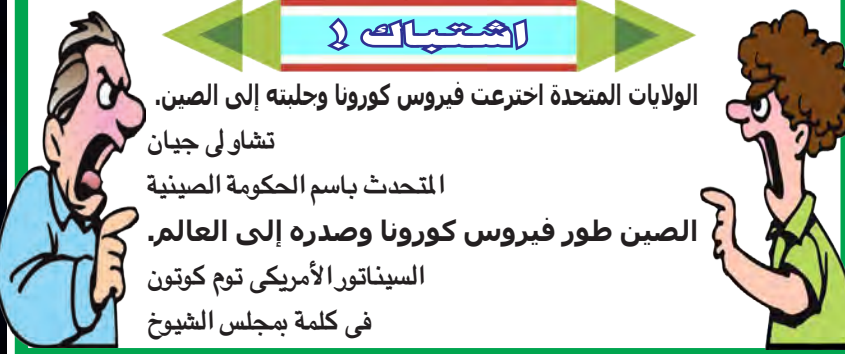 اشتباك !
الولايات المتحدة اخترعت فيروس كورونا وجلبته إلى الصين.
تشاو لى جيان
المتحدث باسم الحكومة الصينية
الصين طور فيروس كورونا وصدره إلى العالم.
السيناتور الأمريكى توم كوتون
فى كلمة بمجلس الشيوخ